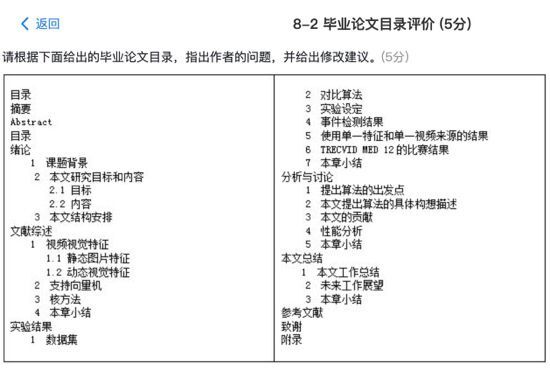 返回
8-2 毕业论文目录评价 (5分)
请根据下面给出的毕业论文目录，指出作者的问题，并给出修改建议。(5分)
目录
摘要
Abstract
目录
绪论
1 课题背景
2 本文研究目标和内容
2.1 目标
2.2 内容
3 本文结构安排
文献综述
1 视频视觉特征
1.1 静态图片特征
1.2 动态视觉特征
2 支持向量机
3 核方法
4 本章小结
实验结果
1 数据集
2 对比算法
3 实验设定
4 事件检测结果
5 使用单一特征和单一视频来源的结果
6 TRECVID MED 12的比赛结果
7 本章小结
分析与讨论
1 提出算法的出发点
2 本文提出算法的具体构想描述
3 本文的贡献
4 性能分析
5 本章小结
本文总结
1 本文工作总结
2 未来工作展望
3 本章小结
参考文献
致谢
附录